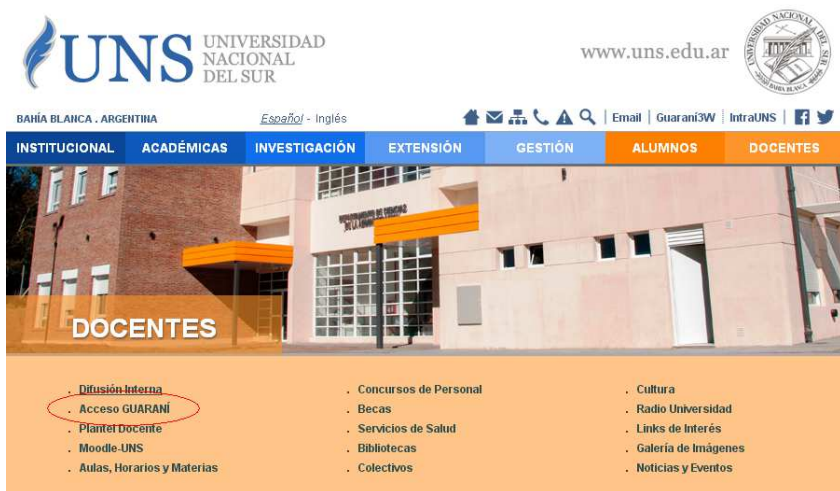 UNS
UNIVERSIDAD
NACIONAL
DEL SUR
www.uns.edu.ar
BAHÍA BLANCA . ARGENTINA
Español - Inglés
Email | Guaraní3W | IntraUNS |
INSTITUCIONAL ACADÉMICAS INVESTIGACIÓN EXTENSIÓN GESTIÓN ALUMNOS DOCENTES
DOCENTES
. Difusión Interna
. Acceso GUARANÍ
. Plantel Docente
. Moodle-UNS
. Aulas, Horarios y Materias
. Concursos de Personal
. Becas
. Servicios de Salud
. Bibliotecas
. Colectivos
. Cultura
. Radio Universidad
. Links de Interés
. Galería de Imágenes
. Noticias y Eventos